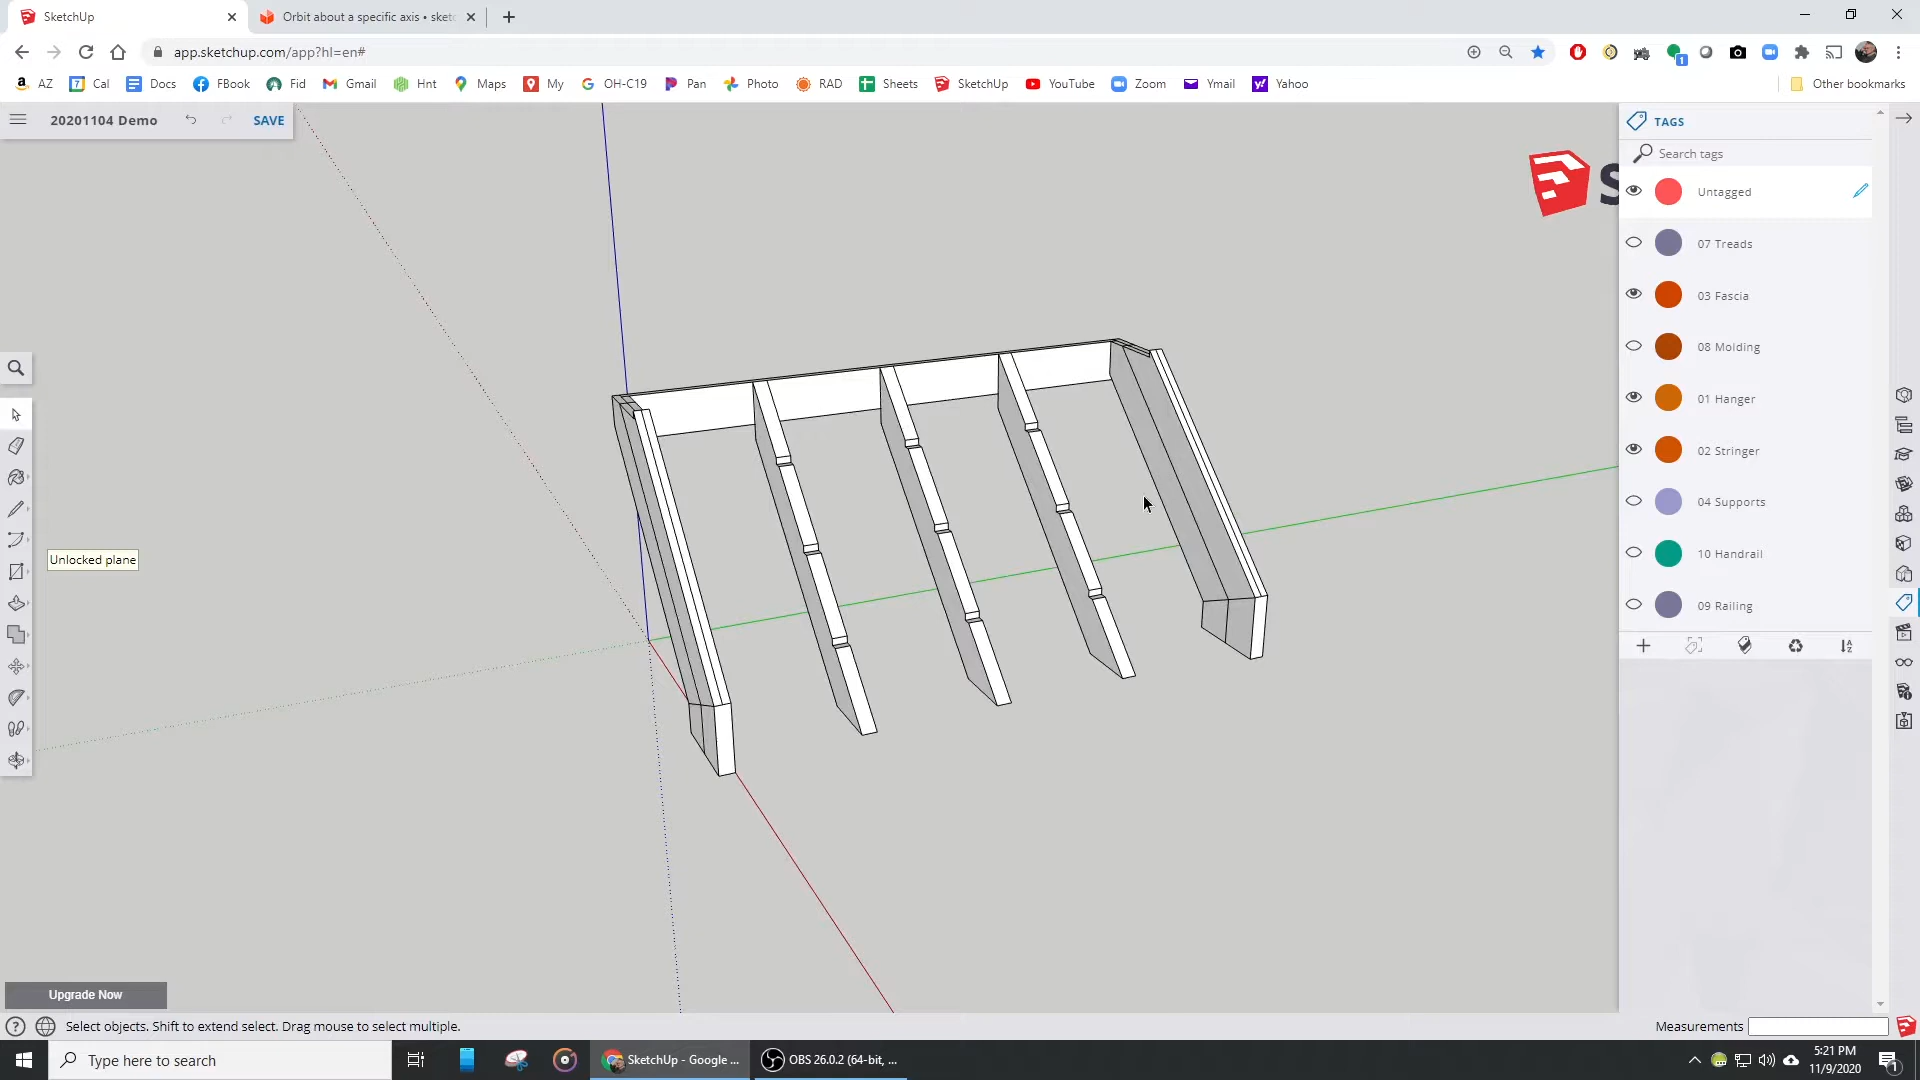 SketchUp
Orbit about a specific axis • sket
app.sketchup.com/app?hl=en#
AZ Cal Docs FBook Fid Gmail Hnt Maps My OH-C19 Pan Photo RAD Sheets SketchUp YouTube Zoom Ymail Yahoo Other bookmarks
20201104 Demo SAVE
TAGS
Search tags
Untagged
07 Treads
03 Fascia
08 Molding
01 Hanger
02 Stringer
04 Supports
10 Handrail
09 Railing
Unlocked plane
S
Upgrade Now
Select objects. Shift to extend select. Drag mouse to select multiple.
Measurements
Type here to search
SketchUp - Google ...
OBS 26.0.2 (64-bit, ...
5:21 PM
11/9/2020